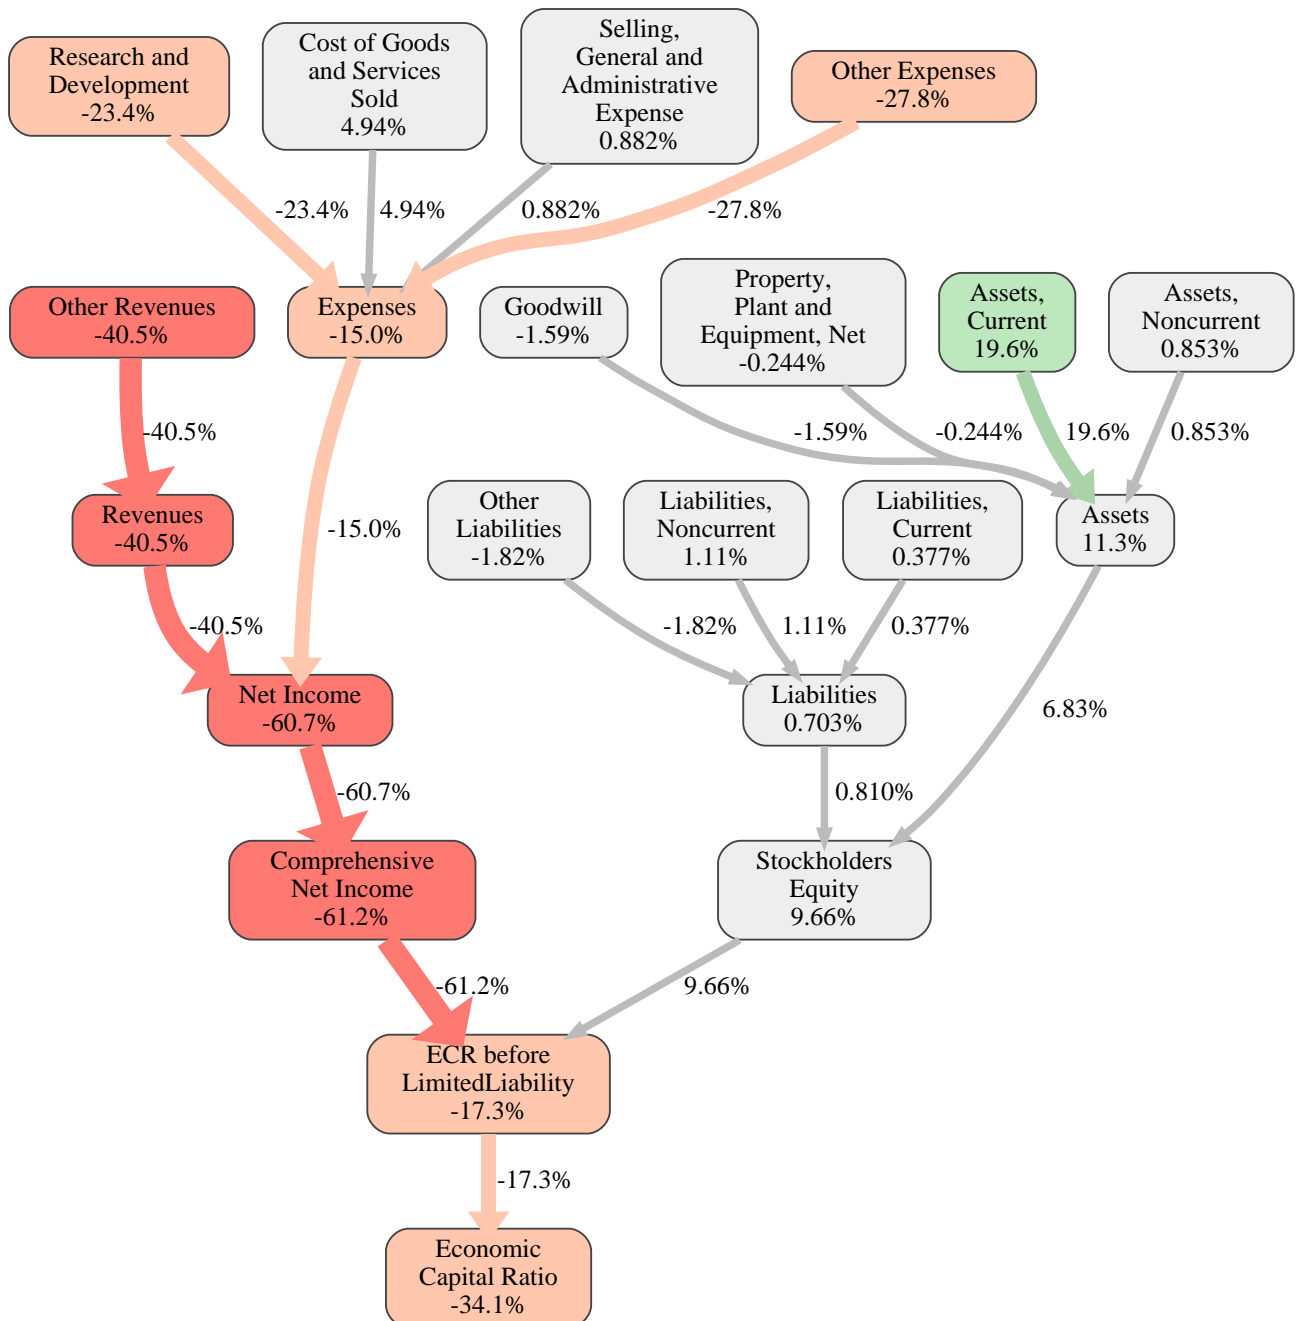 Research and
Development
-23.4%
Cost of Goods
and Services
Sold
4.94%
Selling,
General and
Administrative
Expense
0.882%
Other Expenses
-27.8%
-23.4%
4.94%
0.882%
-27.8%
Other Revenues
-40.5%
Expenses
-15.0%
Goodwill
-1.59%
Property,
Plant and
Equipment, Net
-0.244%
Assets,
Current
19.6%
Assets,
Noncurrent
0.853%
-40.5%
-1.59%
-0.244%
19.6%
0.853%
Revenues
-40.5%
-15.0%
Other
Liabilities
-1.82%
Liabilities,
Noncurrent
1.11%
Liabilities,
Current
0.377%
Assets
11.3%
-40.5%
-1.82%
1.11%
0.377%
Net Income
-60.7%
Liabilities
0.703%
6.83%
-60.7%
0.810%
Comprehensive
Net Income
-61.2%
Stockholders
Equity
9.66%
-61.2%
9.66%
ECR before
LimitedLiability
-17.3%
-17.3%
Economic
Capital Ratio
-34.1%